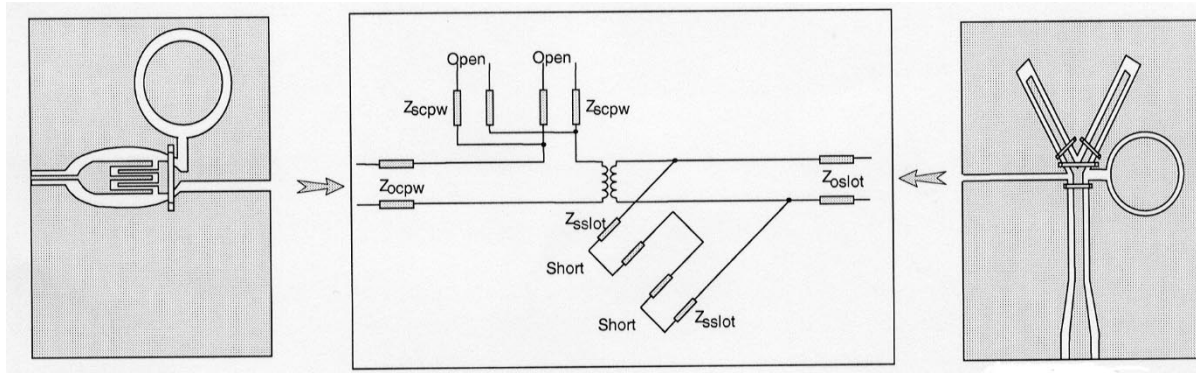 Open Open
Zscpw Zscpw
Zocpw
Zoslot
Zsslot
Short
Short
Zsslot